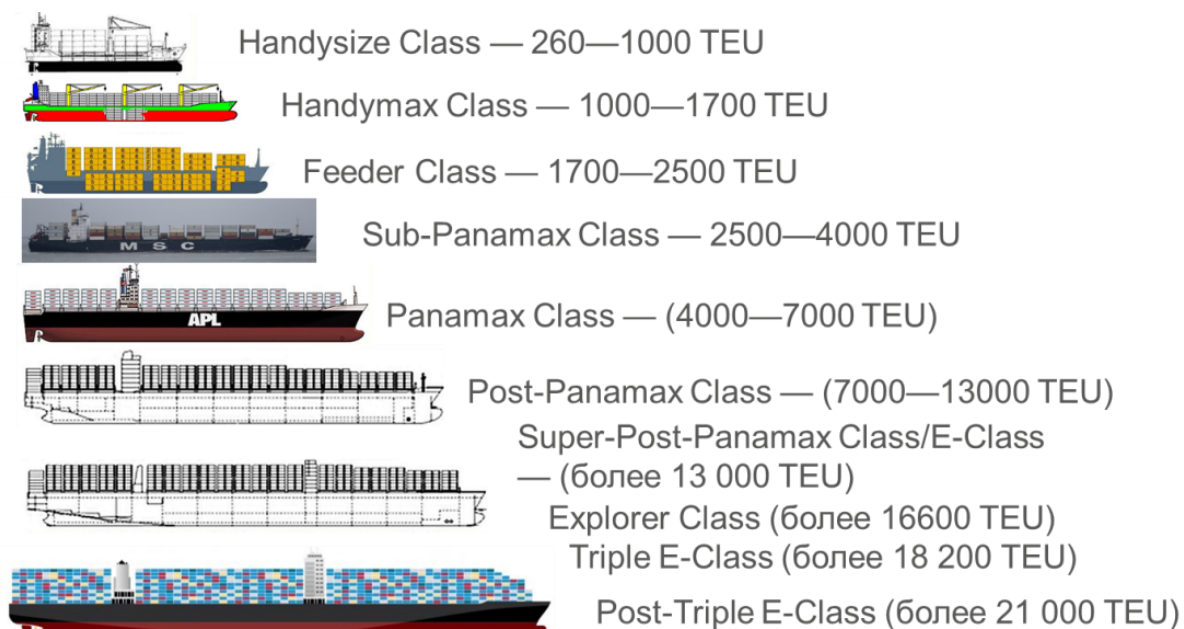 Handysize Class — 260—1000 TEU
Handymax Class — 1000—1700 TEU
Feeder Class — 1700—2500 TEU
MSC
Sub-Panamax Class — 2500—4000 TEU
APL
Panamax Class — (4000—7000 TEU)
Post-Panamax Class — (7000—13000 TEU)
Super-Post-Panamax Class/E-Class
— (более 13 000 TEU)
Explorer Class (более 16600 TEU)
Triple E-Class (более 18 200 TEU)
Post-Triple E-Class (более 21 000 TEU)